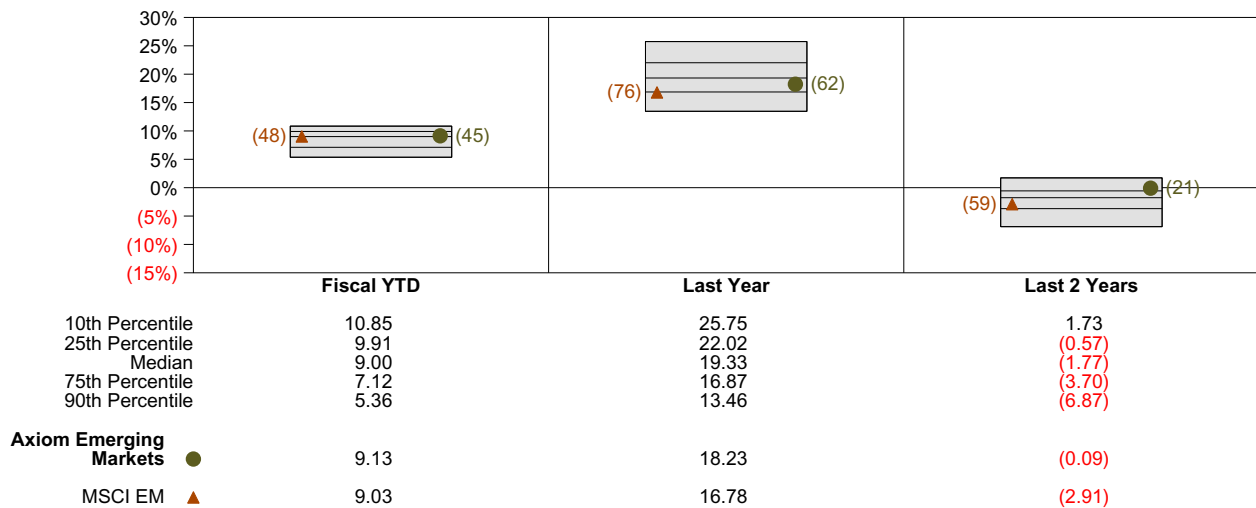 30%
25%
20%
15%
10%
5%
0%
(5%)
(10%)
(15%)
(48) (45)
(76) (62)
(59) (21)
Fiscal YTD Last Year Last 2 Years
10th Percentile 10.85 25.75 1.73
25th Percentile 9.91 22.02 (0.57)
Median 9.00 19.33 (1.77)
75th Percentile 7.12 16.87 (3.70)
90th Percentile 5.36 13.46 (6.87)
Axiom Emerging
Markets 9.13 18.23 (0.09)
MSCI EM 9.03 16.78 (2.91)